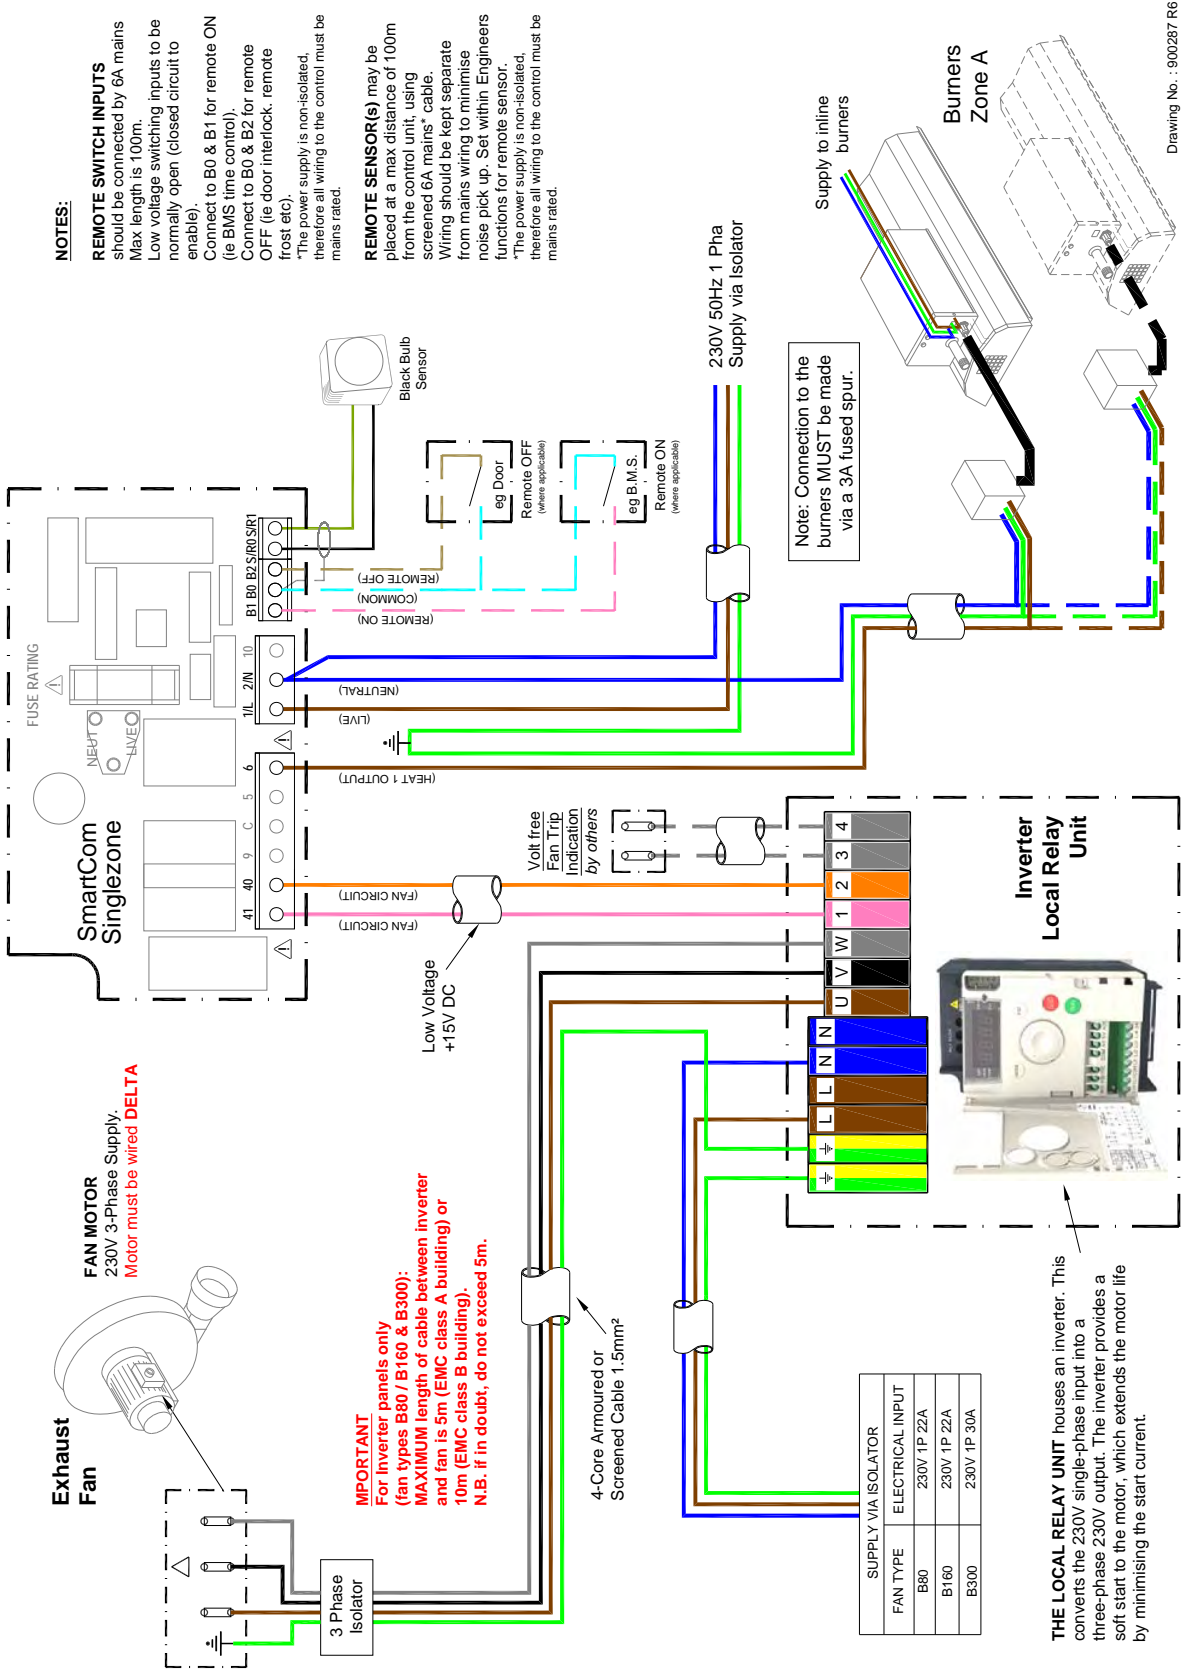 NOTES:
REMOTE SWITCH INPUTS
should be connected by 6A mains
Max length is 100m.
Low voltage switching inputs to be
normally open (closed circuit to
enable).
Connect to B0 & B1 for remote ON
(ie BMS time control).
Connect to B0 & B2 for remote
OFF (ie door interlock. remote
frost etc).
*The power supply is non-isolated,
therefore all wiring to the control must be
mains rated.
REMOTE SENSOR(s) may be
placed at a max distance of 100m
from the control unit, using
screened 6A mains* cable.
Wiring should be kept separate
from mains wiring to minimise
noise pick up. Set within Engineers
functions for remote sensor.
*The power supply is non-isolated,
therefore all wiring to the control must be
mains rated.
SmartCom
Singlezone
FUSE RATING
NEUT
LIVE
41
40
9
C
5
6
1/L
2/N
10
B1
B0
B2
S/R0
S/R1
(FAN CIRCUIT)
(FAN CIRCUIT)
(HEAT 1 OUTPUT)
(LIVE)
(NEUTRAL)
(REMOTE ON)
(COMMON)
(REMOTE OFF)
Black Bulb
Sensor
eg Door
Remote OFF
(where applicable)
eg B.M.S.
Remote ON
(where applicable)
230V 50Hz 1 Pha
Supply via Isolator
Note: Connection to the
burners MUST be made
via a 3A fused spur.
Supply to inline
burners
Burners
Zone A
Low Voltage
+15V DC
Volt free
Fan Trip
Indication
by others
Exhaust
Fan
FAN MOTOR
230V 3-Phase Supply.
Motor must be wired DELTA
3 Phase
Isolator
MPORTANT
For Inverter panels only
(fan types B80 / B160 & B300):
MAXIMUM length of cable between inverter
and fan is 5m (EMC class A building) or
10m (EMC class B building).
N.B. if in doubt, do not exceed 5m.
4-Core Armoured or
Screened Cable 1.5mm²
L
L
N
N
U
V
W
1
2
3
4
Inverter
Local Relay
Unit
SUPPLY VIA ISOLATOR
FAN TYPE ELECTRICAL INPUT
B80 230V 1P 22A
B160 230V 1P 22A
B300 230V 1P 30A
THE LOCAL RELAY UNIT houses an inverter. This
converts the 230V single-phase input into a
three-phase 230V output. The inverter provides a
soft start to the motor, which extends the motor life
by minimising the start current.
Drawing No. : 900287 R6